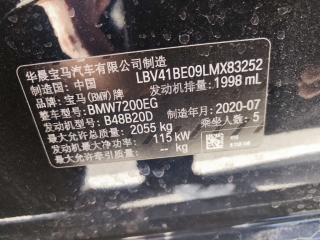 华晨宝马汽车有限公司 LBV41BE09LMX83252
制造国: 中国 发动机排量: 1998 mL
品牌: 宝马(BMW)牌
整车型号: BMW7200EG 制造年月: 2020-07
发动机型号: B48B20D 乘坐人数: 5
最大允许总质量: 2055 kg
发动机最大净功率: 115 kW
最大允许牵引质量: -- kg